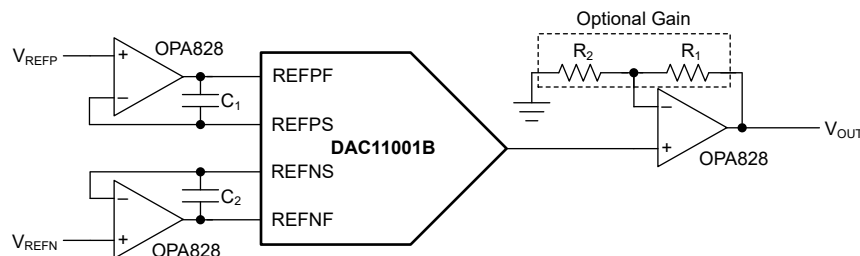 Optional Gain
OPA828
R2
R1
VREFP
REFPF
C1
REFPS
DAC11001B
VOUT
OPA828
REFNS
C2
REFNF
VREFN
OPA828